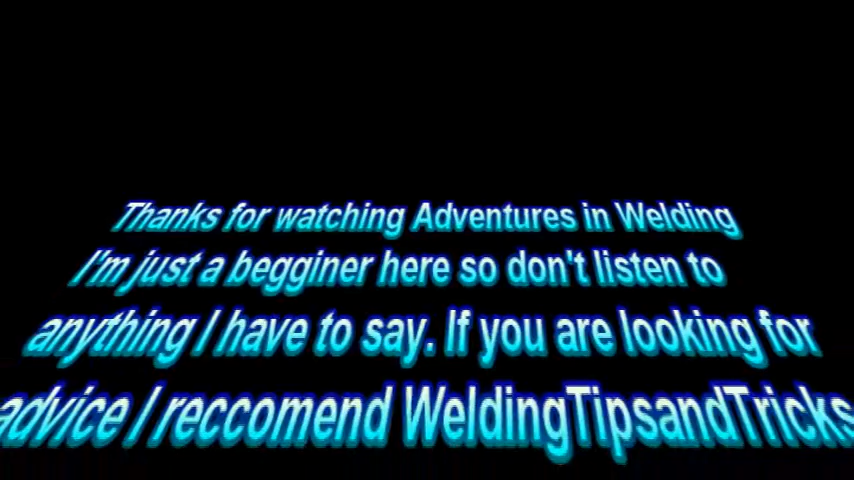 Thanks for watching Adventures in Welding
I'm just a begginer here so don't listen to
anything I have to say. If you are looking for
advice I reccomend WeldingTipsandTricks